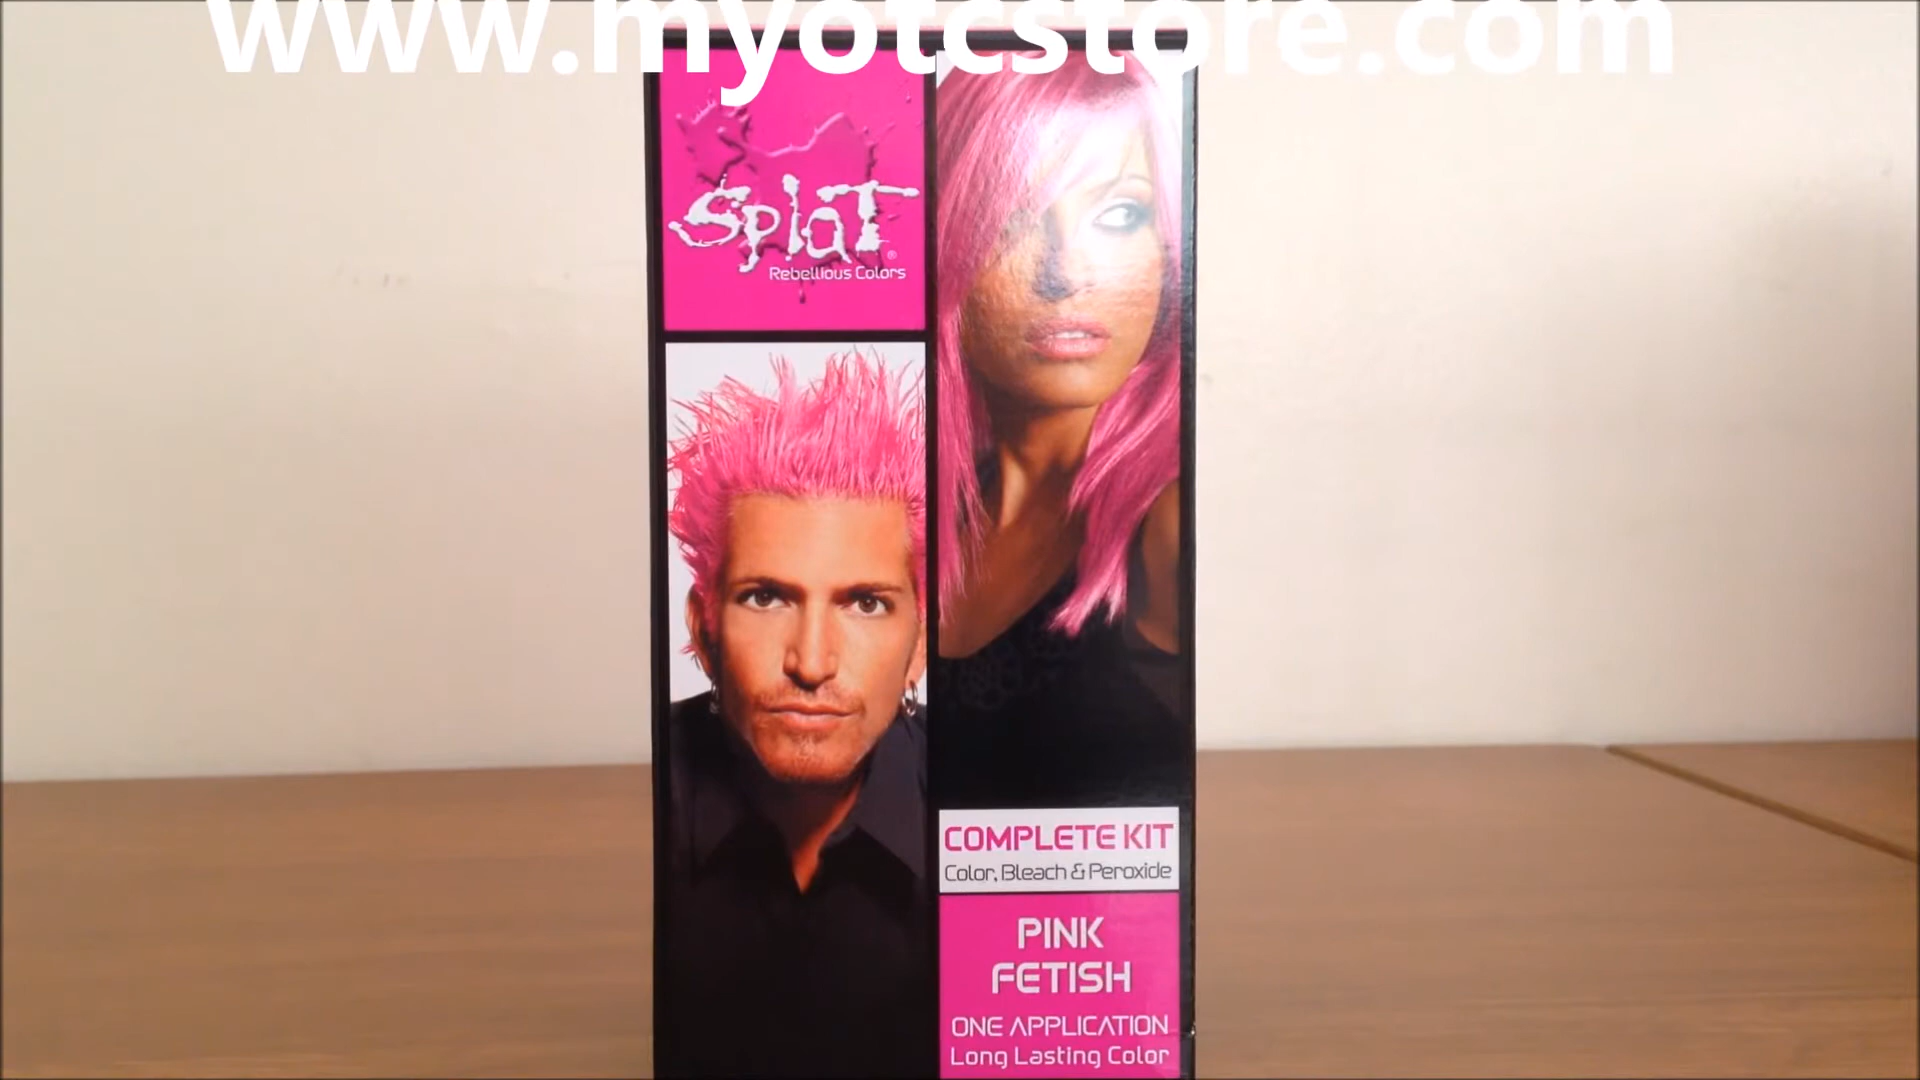 www.myotcstore.com
Splat®
Rebellious Colors
COMPLETE KIT
Color, Bleach & Peroxide
PINK
FETISH
ONE APPLICATION
Long Lasting Color